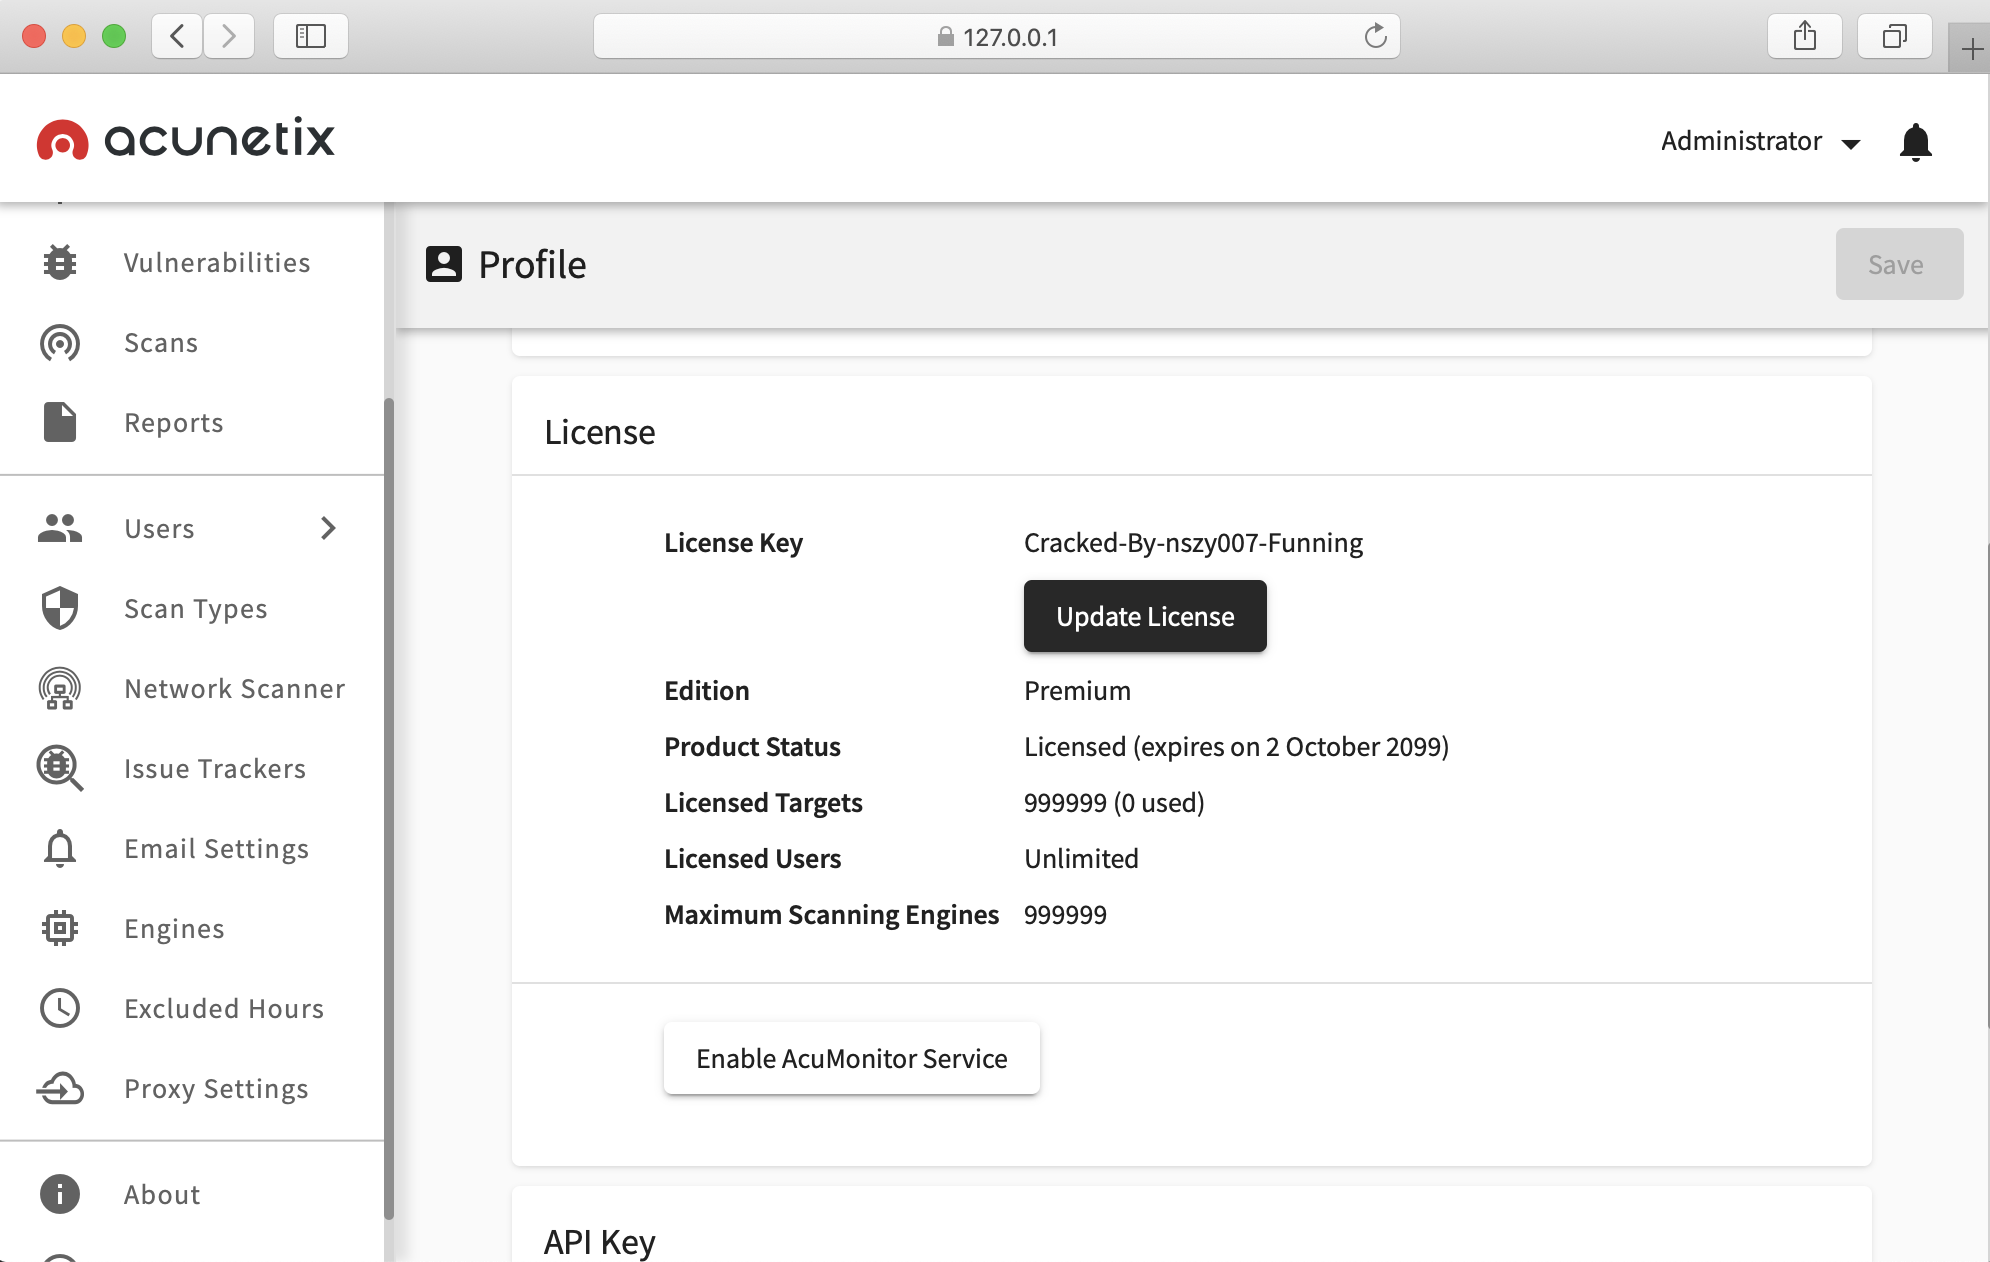 127.0.0.1
acunetix
Administrator
Vulnerabilities
Scans
Reports
Users
Scan Types
Network Scanner
Issue Trackers
Email Settings
Engines
Excluded Hours
Proxy Settings
About
Profile
Save
License
License Key Cracked-By-nszy007-Funning
Update License
Edition Premium
Product Status Licensed (expires on 2 October 2099)
Licensed Targets 999999 (0 used)
Licensed Users Unlimited
Maximum Scanning Engines 999999
Enable AcuMonitor Service
API Key